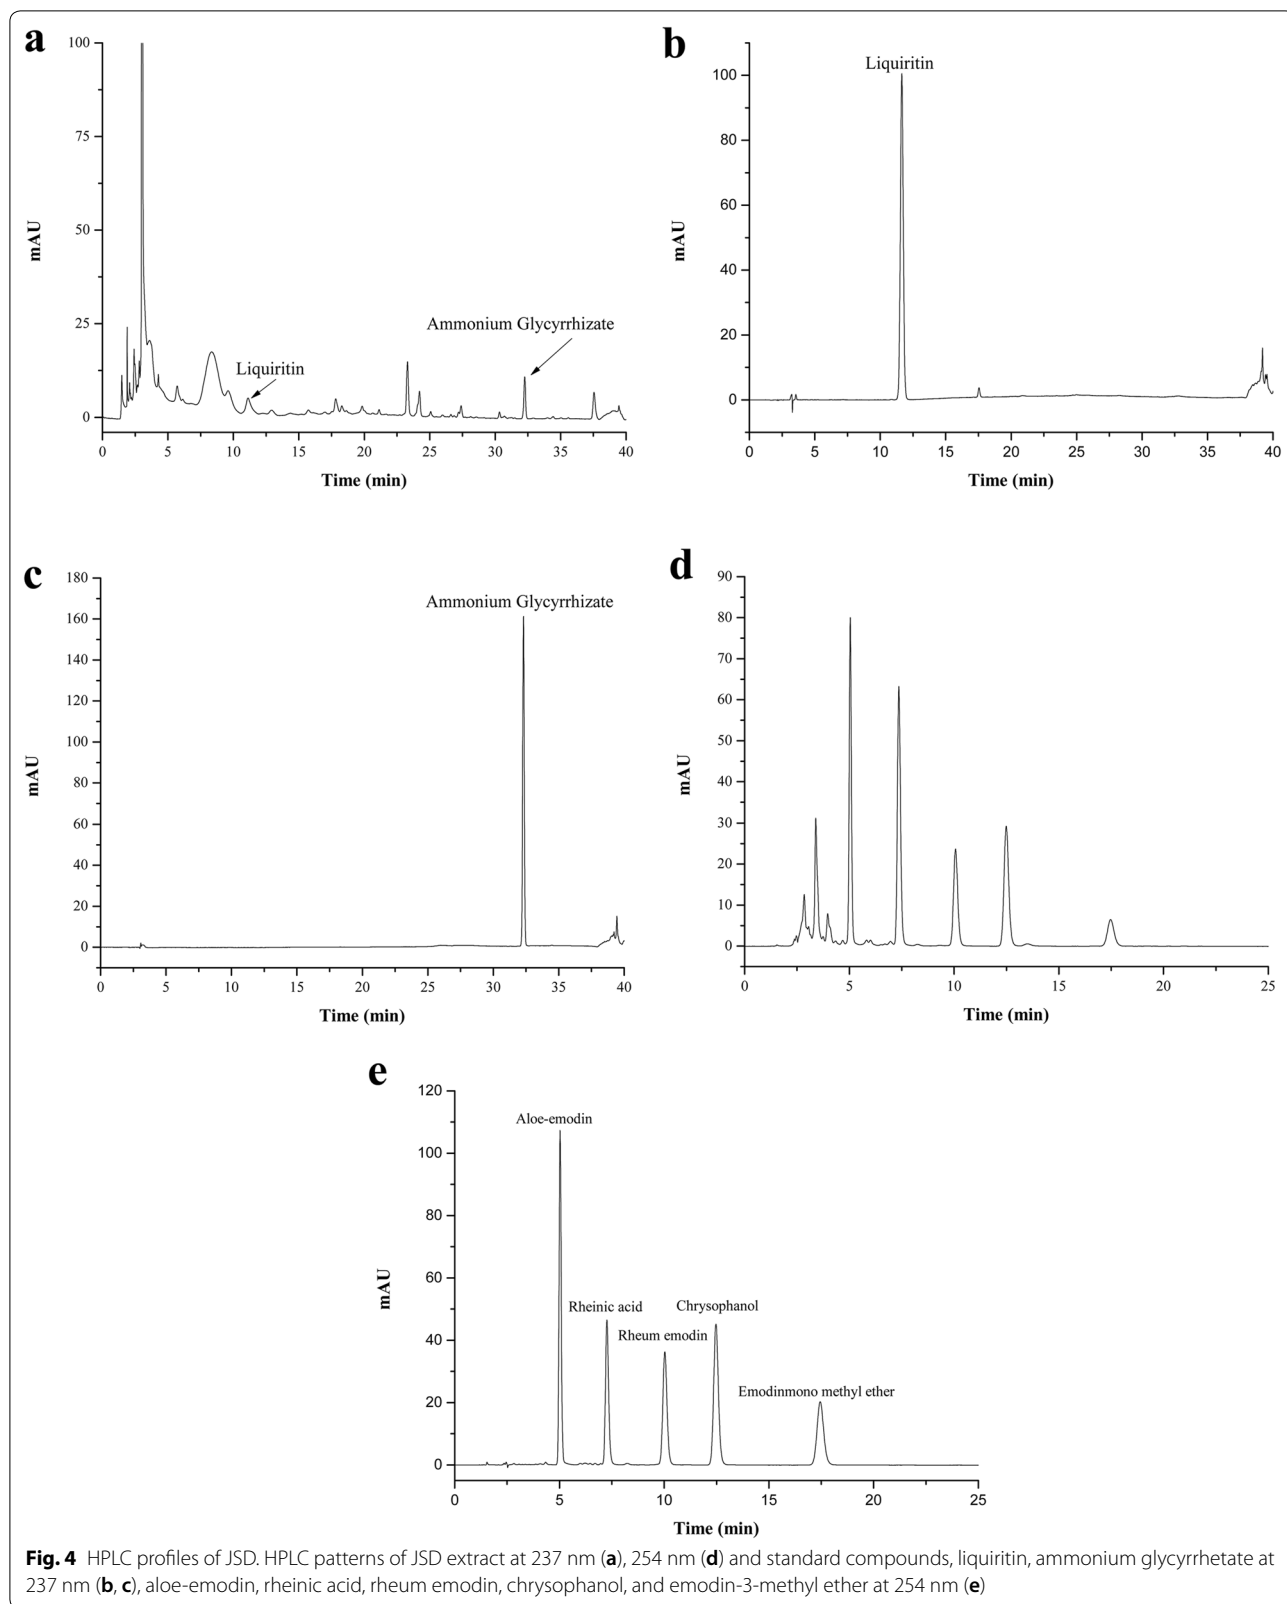 a
100
75
50
25
0
mAU
Liquiritin
Ammonium Glycyrrhizate
0 5 10 15 20 25 30 35 40
Time (min)
b
100
80
60
40
20
0
mAU
Liquiritin
0 5 10 15 20 25 30 35 40
Time (min)
c
180
160
140
120
100
80
60
40
20
0
mAU
Ammonium Glycyrrhizate
0 5 10 15 20 25 30 35 40
Time (min)
d
90
80
70
60
50
40
30
20
10
0
mAU
0 5 10 15 20 25
Time (min)
e
120
100
80
60
40
20
0
mAU
Aloe-emodin
Rheinic acid
Rheum emodin
Chrysophanol
Emodinmono methyl ether
0 5 10 15 20 25
Time (min)
Fig. 4 HPLC profiles of JSD. HPLC patterns of JSD extract at 237 nm (a), 254 nm (d) and standard compounds, liquiritin, ammonium glycyrrhetate at
237 nm (b, c), aloe-emodin, rheinic acid, rheum emodin, chrysophanol, and emodin-3-methyl ether at 254 nm (e)